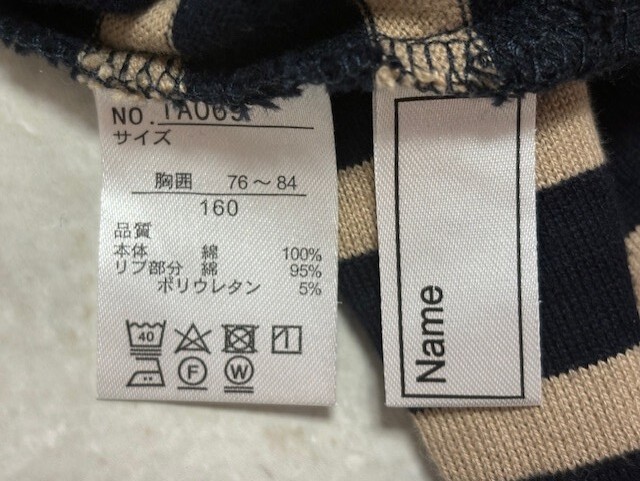 NO. TA069
サイズ
胸囲 76～84
160
品質
本体 綿 100%
リブ部分 綿 95%
ポリウレタン 5%
40
F W
Name